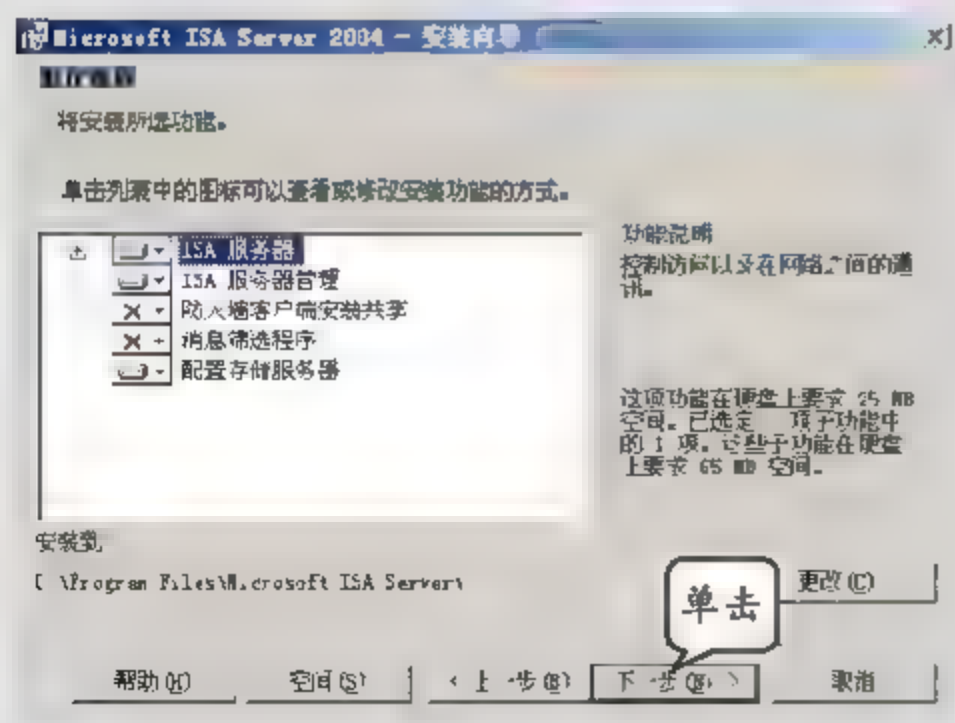 Microsoft ISA Server 2004 - 安装向导
将安装所选功能。
单击列表中的图标可以查看或修改安装功能的方式。
ISA 服务器
ISA 服务器管理
防火墙客户端安装共享
消息筛选程序
配置存储服务器
功能说明
控制访问以及在网络之间的通
讯。
这项功能在硬盘上要求 25 MB
空间。已选定 项子功能中
的 1 项。这些子功能在硬盘
上要求 65 MB 空间。
安装到
\Program Files\Microsoft ISA Server\
更改(C)
单击
帮助(H)
空间(S)
< 上一步(B)
下一步(N) >
取消